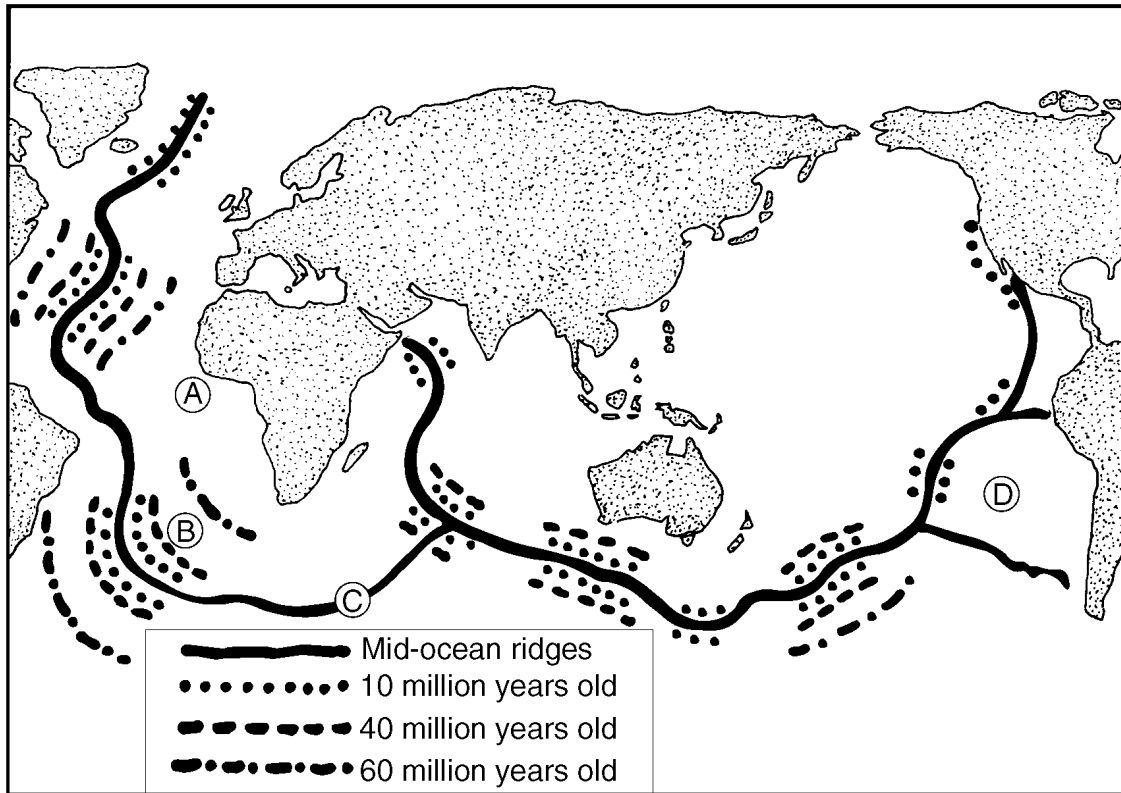 A
B
C
D
Mid-ocean ridges
10 million years old
40 million years old
60 million years old